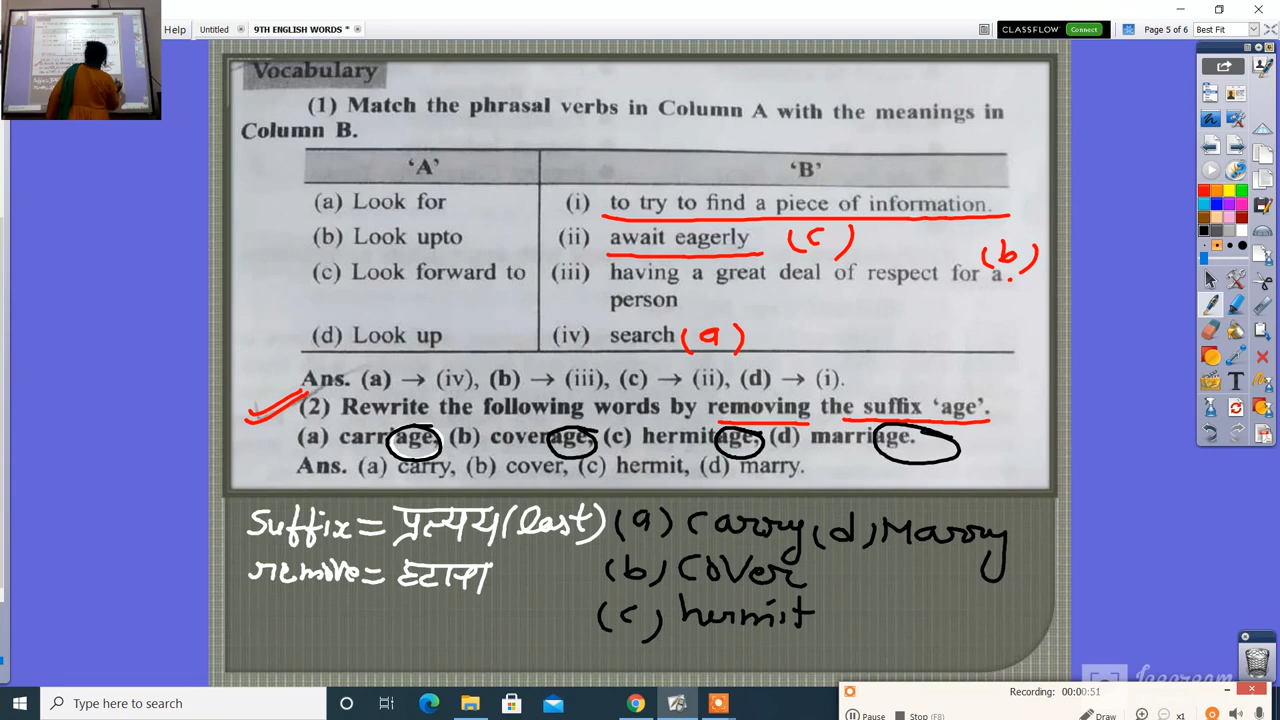 Help Untitled 9TH ENGLISH WORDS * CLASSFLOW Connect Page 5 of 6 Best Fit
Vocabulary
(1) Match the phrasal verbs in Column A with the meanings in
Column B.
‘A’ ‘B’
(a) Look for (i) to try to find a piece of information.
(b) Look upto (ii) await eagerly (c)
(b)
(c) Look forward to (iii) having a great deal of respect for a
person
(d) Look up (iv) search (a)
Ans. (a) → (iv), (b) → (iii), (c) → (ii), (d) → (i).
(2) Rewrite the following words by removing the suffix ‘age’.
(a) carriage, (b) coverage, (c) hermitage, (d) marriage.
Ans. (a) carry, (b) cover, (c) hermit, (d) marry.
Suffix = प्रत्यय (last) (a) Carry (d) Marry
remove = हटाना (b) Cover
(c) hermit
Icecream
Recording: 00:00:51
Type here to search
Pause Stop (F8) Draw x1